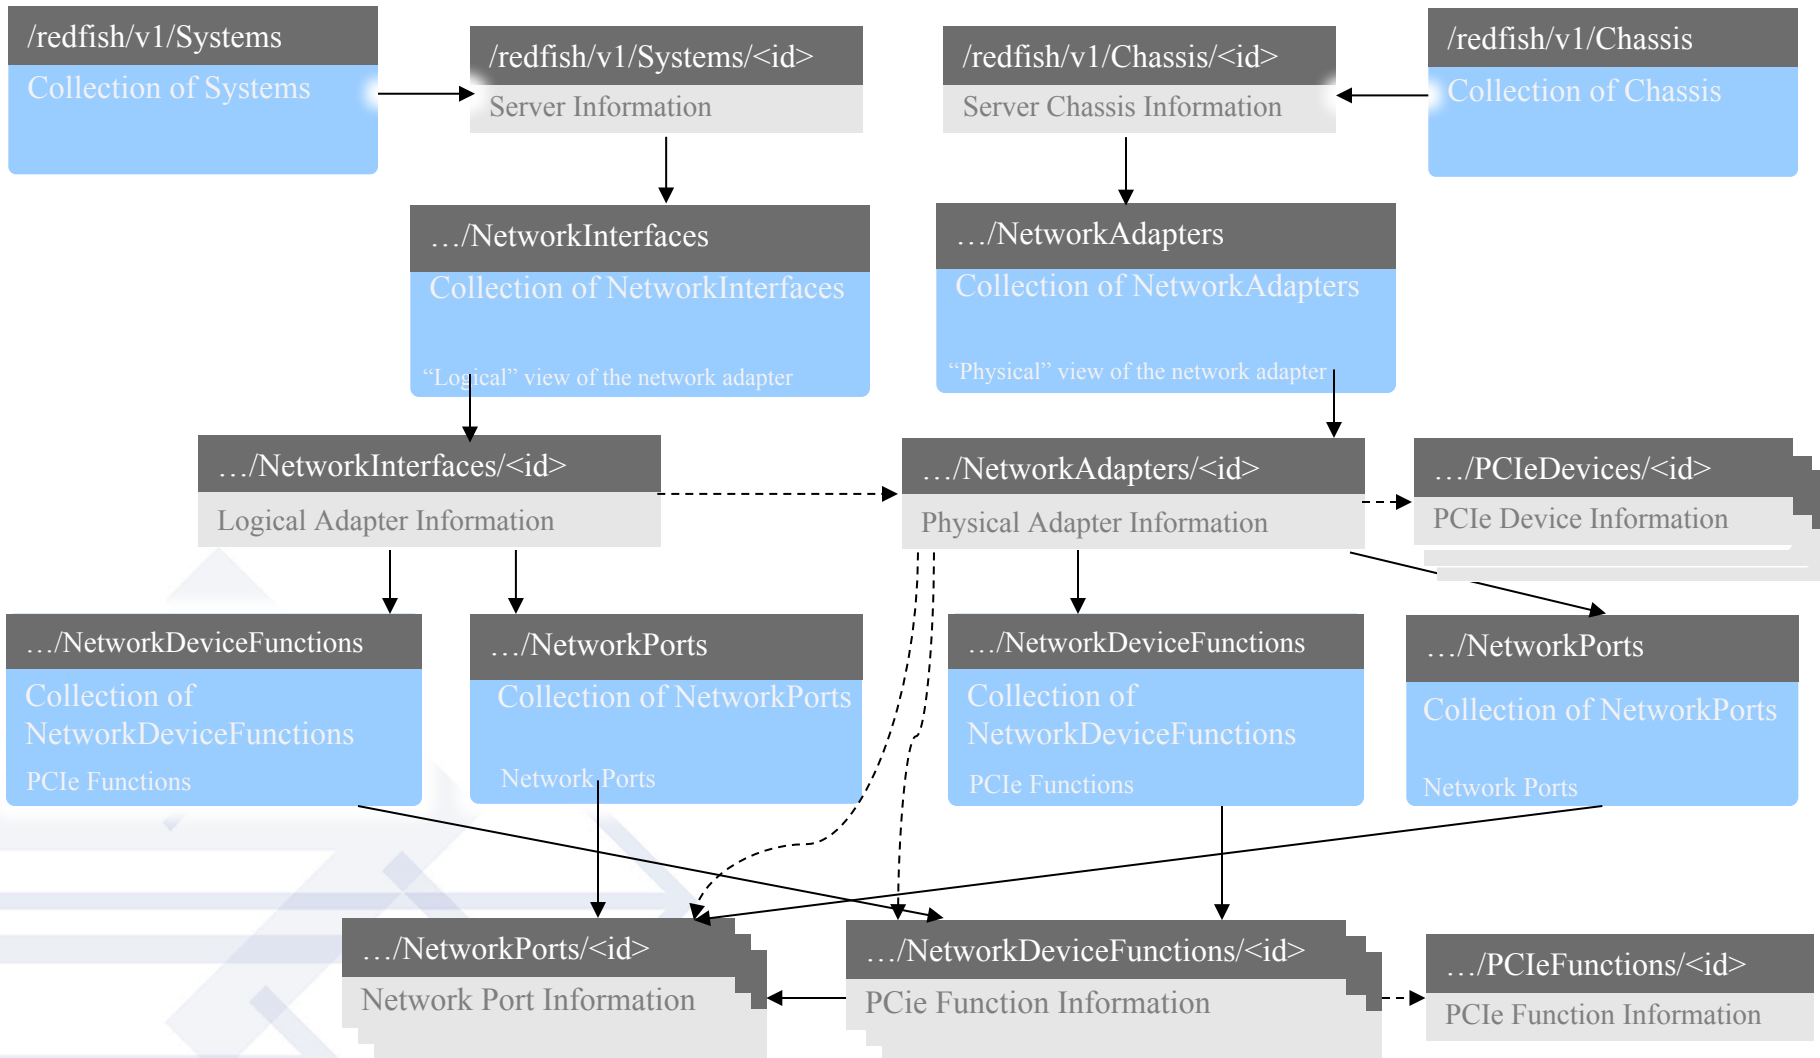 /redfish/v1/Systems
Collection of Systems
/redfish/v1/Systems/<id>
Server Information
/redfish/v1/Chassis/<id>
Server Chassis Information
/redfish/v1/Chassis
Collection of Chassis
…/NetworkInterfaces
Collection of NetworkInterfaces
“Logical” view of the network adapter
…/NetworkAdapters
Collection of NetworkAdapters
“Physical” view of the network adapter
…/NetworkInterfaces/<id>
Logical Adapter Information
…/NetworkAdapters/<id>
Physical Adapter Information
…/PCIeDevices/<id>
PCIe Device Information
…/NetworkDeviceFunctions
Collection of
NetworkDeviceFunctions
PCIe Functions
…/NetworkPorts
Collection of NetworkPorts
Network Ports
…/NetworkDeviceFunctions
Collection of
NetworkDeviceFunctions
PCIe Functions
…/NetworkPorts
Collection of NetworkPorts
Network Ports
…/NetworkPorts/<id>
Network Port Information
…/NetworkDeviceFunctions/<id>
PCie Function Information
…/PCIeFunctions/<id>
PCIe Function Information